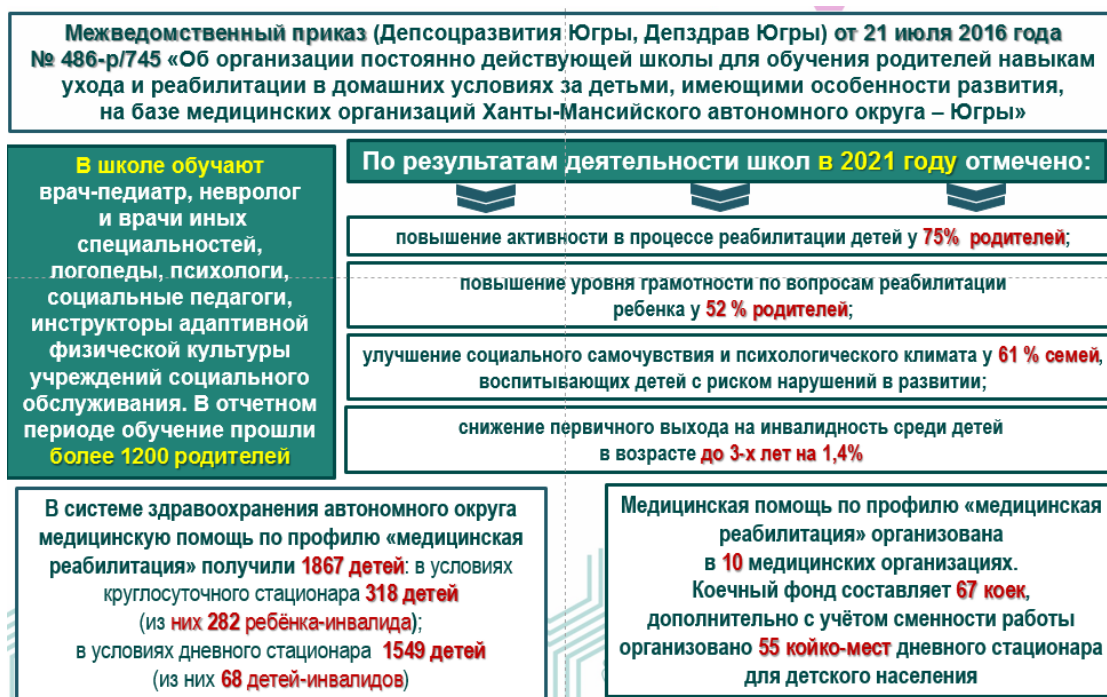 Межведомственный приказ (Депсоцразвития Югры, Депздрав Югры) от 21 июля 2016 года
№ 486-р/745 «Об организации постоянно действующей школы для обучения родителей навыкам
ухода и реабилитации в домашних условиях за детьми, имеющими особенности развития,
на базе медицинских организаций Ханты-Мансийского автономного округа – Югры»
В школе обучают
врач-педиатр, невролог
и врачи иных
специальностей,
логопеды, психологи,
социальные педагоги,
инструкторы адаптивной
физической культуры
учреждений социального
обслуживания. В отчетном
периоде обучение прошли
более 1200 родителей
По результатам деятельности школ в 2021 году отмечено:
повышение активности в процессе реабилитации детей у 75% родителей;
повышение уровня грамотности по вопросам реабилитации
ребенка у 52 % родителей;
улучшение социального самочувствия и психологического климата у 61 % семей,
воспитывающих детей с риском нарушений в развитии;
снижение первичного выхода на инвалидность среди детей
в возрасте до 3-х лет на 1,4%
В системе здравоохранения автономного округа
медицинскую помощь по профилю «медицинская
реабилитация» получили 1867 детей: в условиях
круглосуточного стационара 318 детей
(из них 282 ребёнка-инвалида);
в условиях дневного стационара 1549 детей
(из них 68 детей-инвалидов)
Медицинская помощь по профилю «медицинская
реабилитация» организована
в 10 медицинских организациях.
Коечный фонд составляет 67 коек,
дополнительно с учётом сменности работы
организовано 55 койко-мест дневного стационара
для детского населения